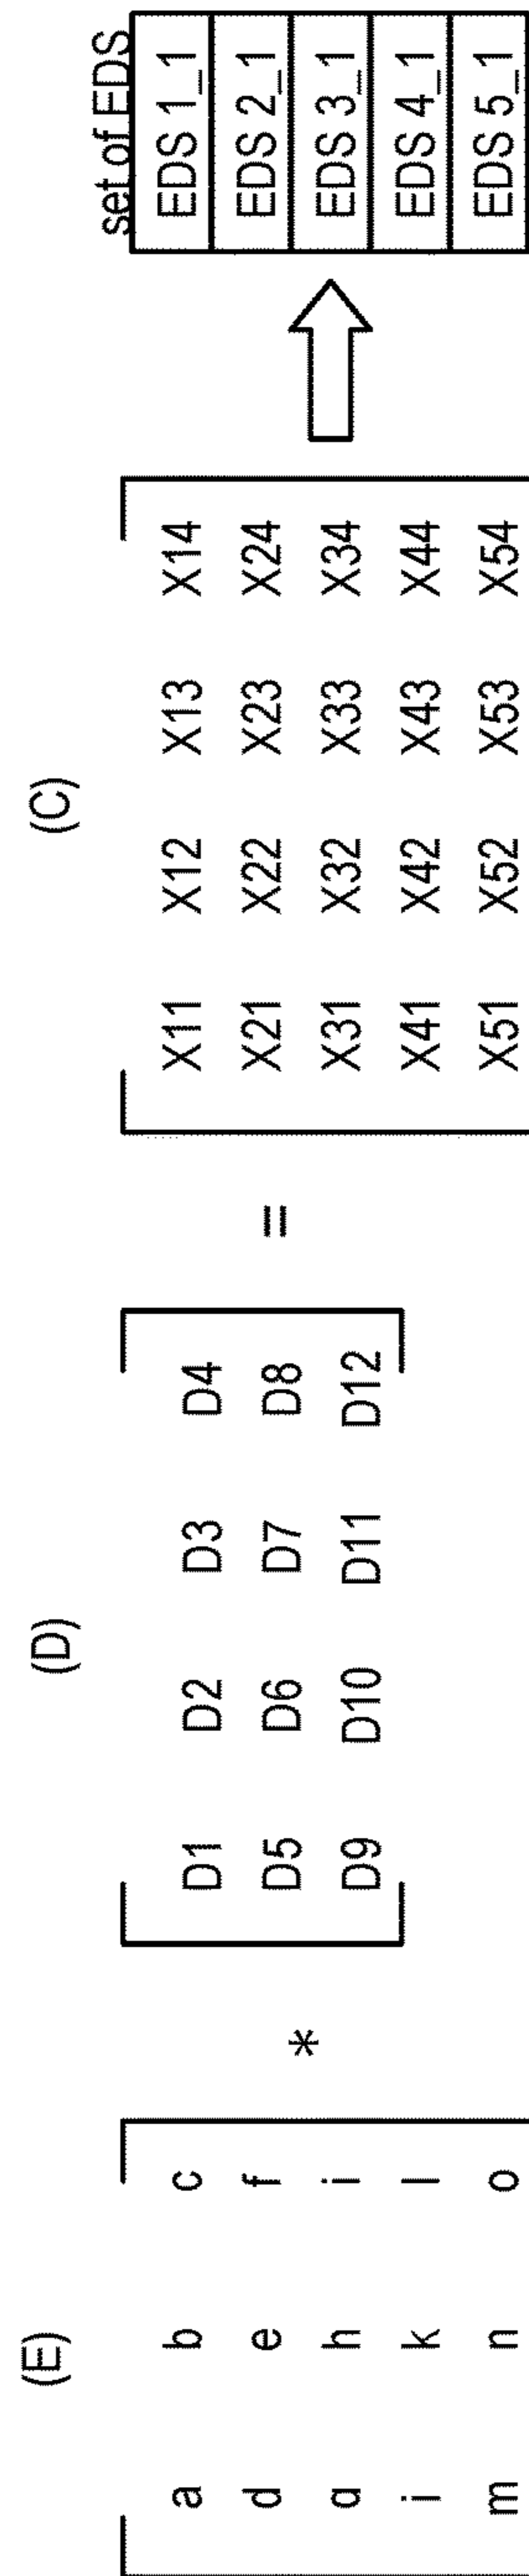 (E) (D) (C) set of EDS
a b c D1 D2 D3 D4 X11 X12 X13 X14 EDS 1_1
d e f D5 D6 D7 D8 X21 X22 X23 X24 EDS 2_1
g h i * D9 D10 D11 D12 = X31 X32 X33 X34 EDS 3_1
j k l X41 X42 X43 X44 EDS 4_1
m n o X51 X52 X53 X54 EDS 5_1